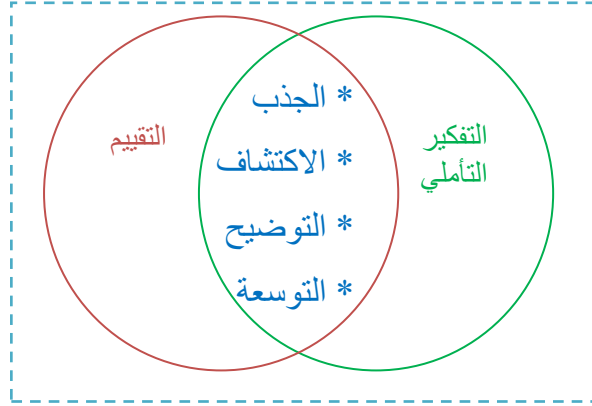 التفكير
التأملي
* الجذب
* الاكتشاف
* التوضيح
* التوسعة
التقييم